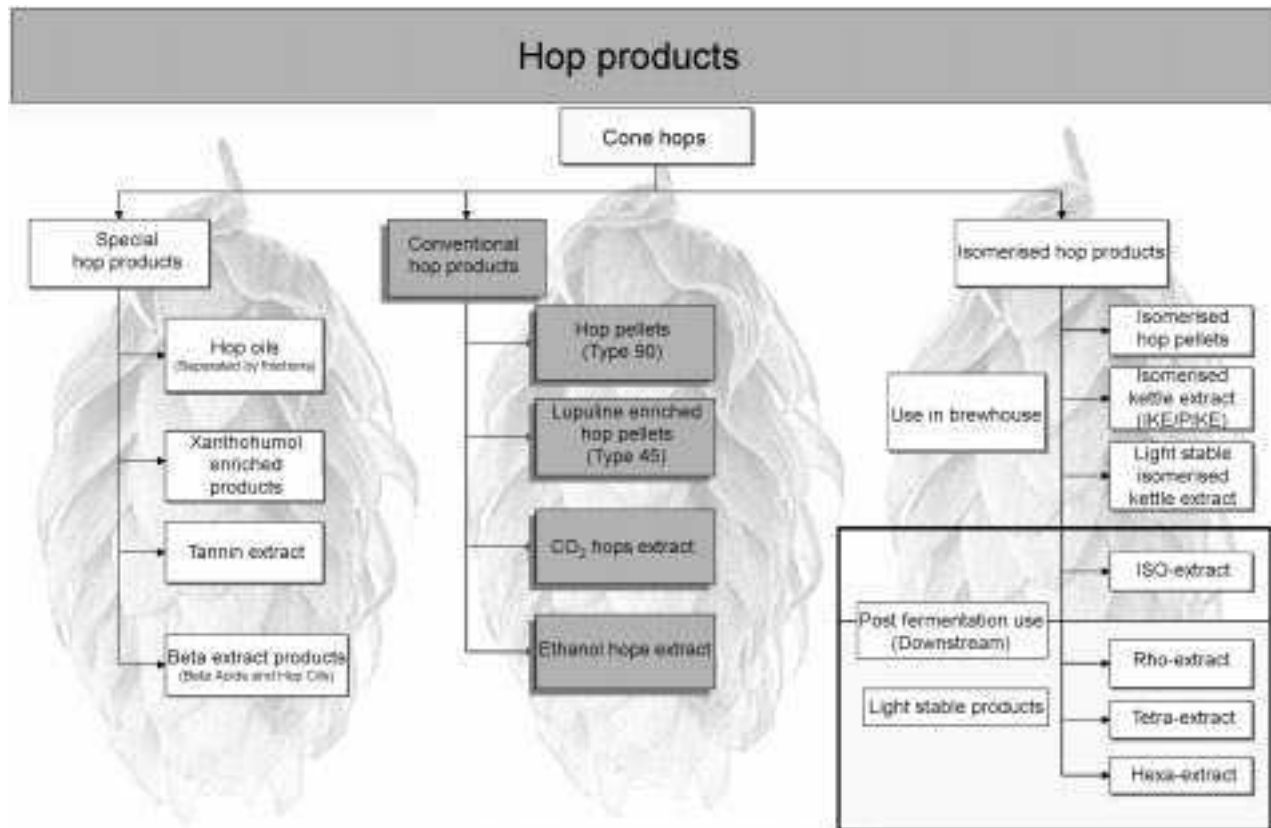 Hop products
Cone hops
Special
hop products
Hop oils
(Separated by fractions)
Xanthohumol
enriched
products
Tannin extract
Beta extract products
(Beta Acids and Hop Oils)
Conventional
hop products
Hop pellets
(Type 90)
Lupuline enriched
hop pellets
(Type 45)
CO₂ hops extract
Ethanol hops extract
Isomerised hop products
Use in brewhouse
Isomerised
hop pellets
Isomerised
kettle extract
(IKE/PIKE)
Light stable
isomerised
kettle extract
Post fermentation use
(Downstream)
Light stable products
ISO-extract
Rho-extract
Tetra-extract
Hexa-extract